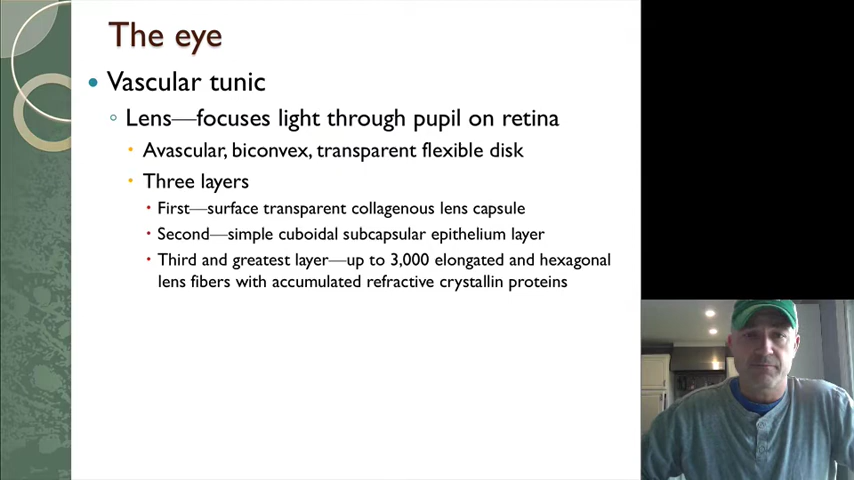 The eye
Vascular tunic
Lens—focuses light through pupil on retina
Avascular, biconvex, transparent flexible disk
Three layers
First—surface transparent collagenous lens capsule
Second—simple cuboidal subcapsular epithelium layer
Third and greatest layer—up to 3,000 elongated and hexagonal
lens fibers with accumulated refractive crystallin proteins